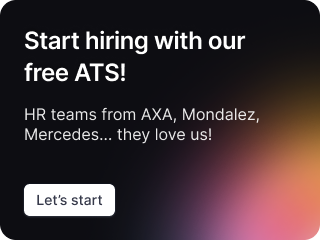 Start hiring with our
free ATS!
HR teams from AXA, Mondalez,
Mercedes... they love us!
Let’s start